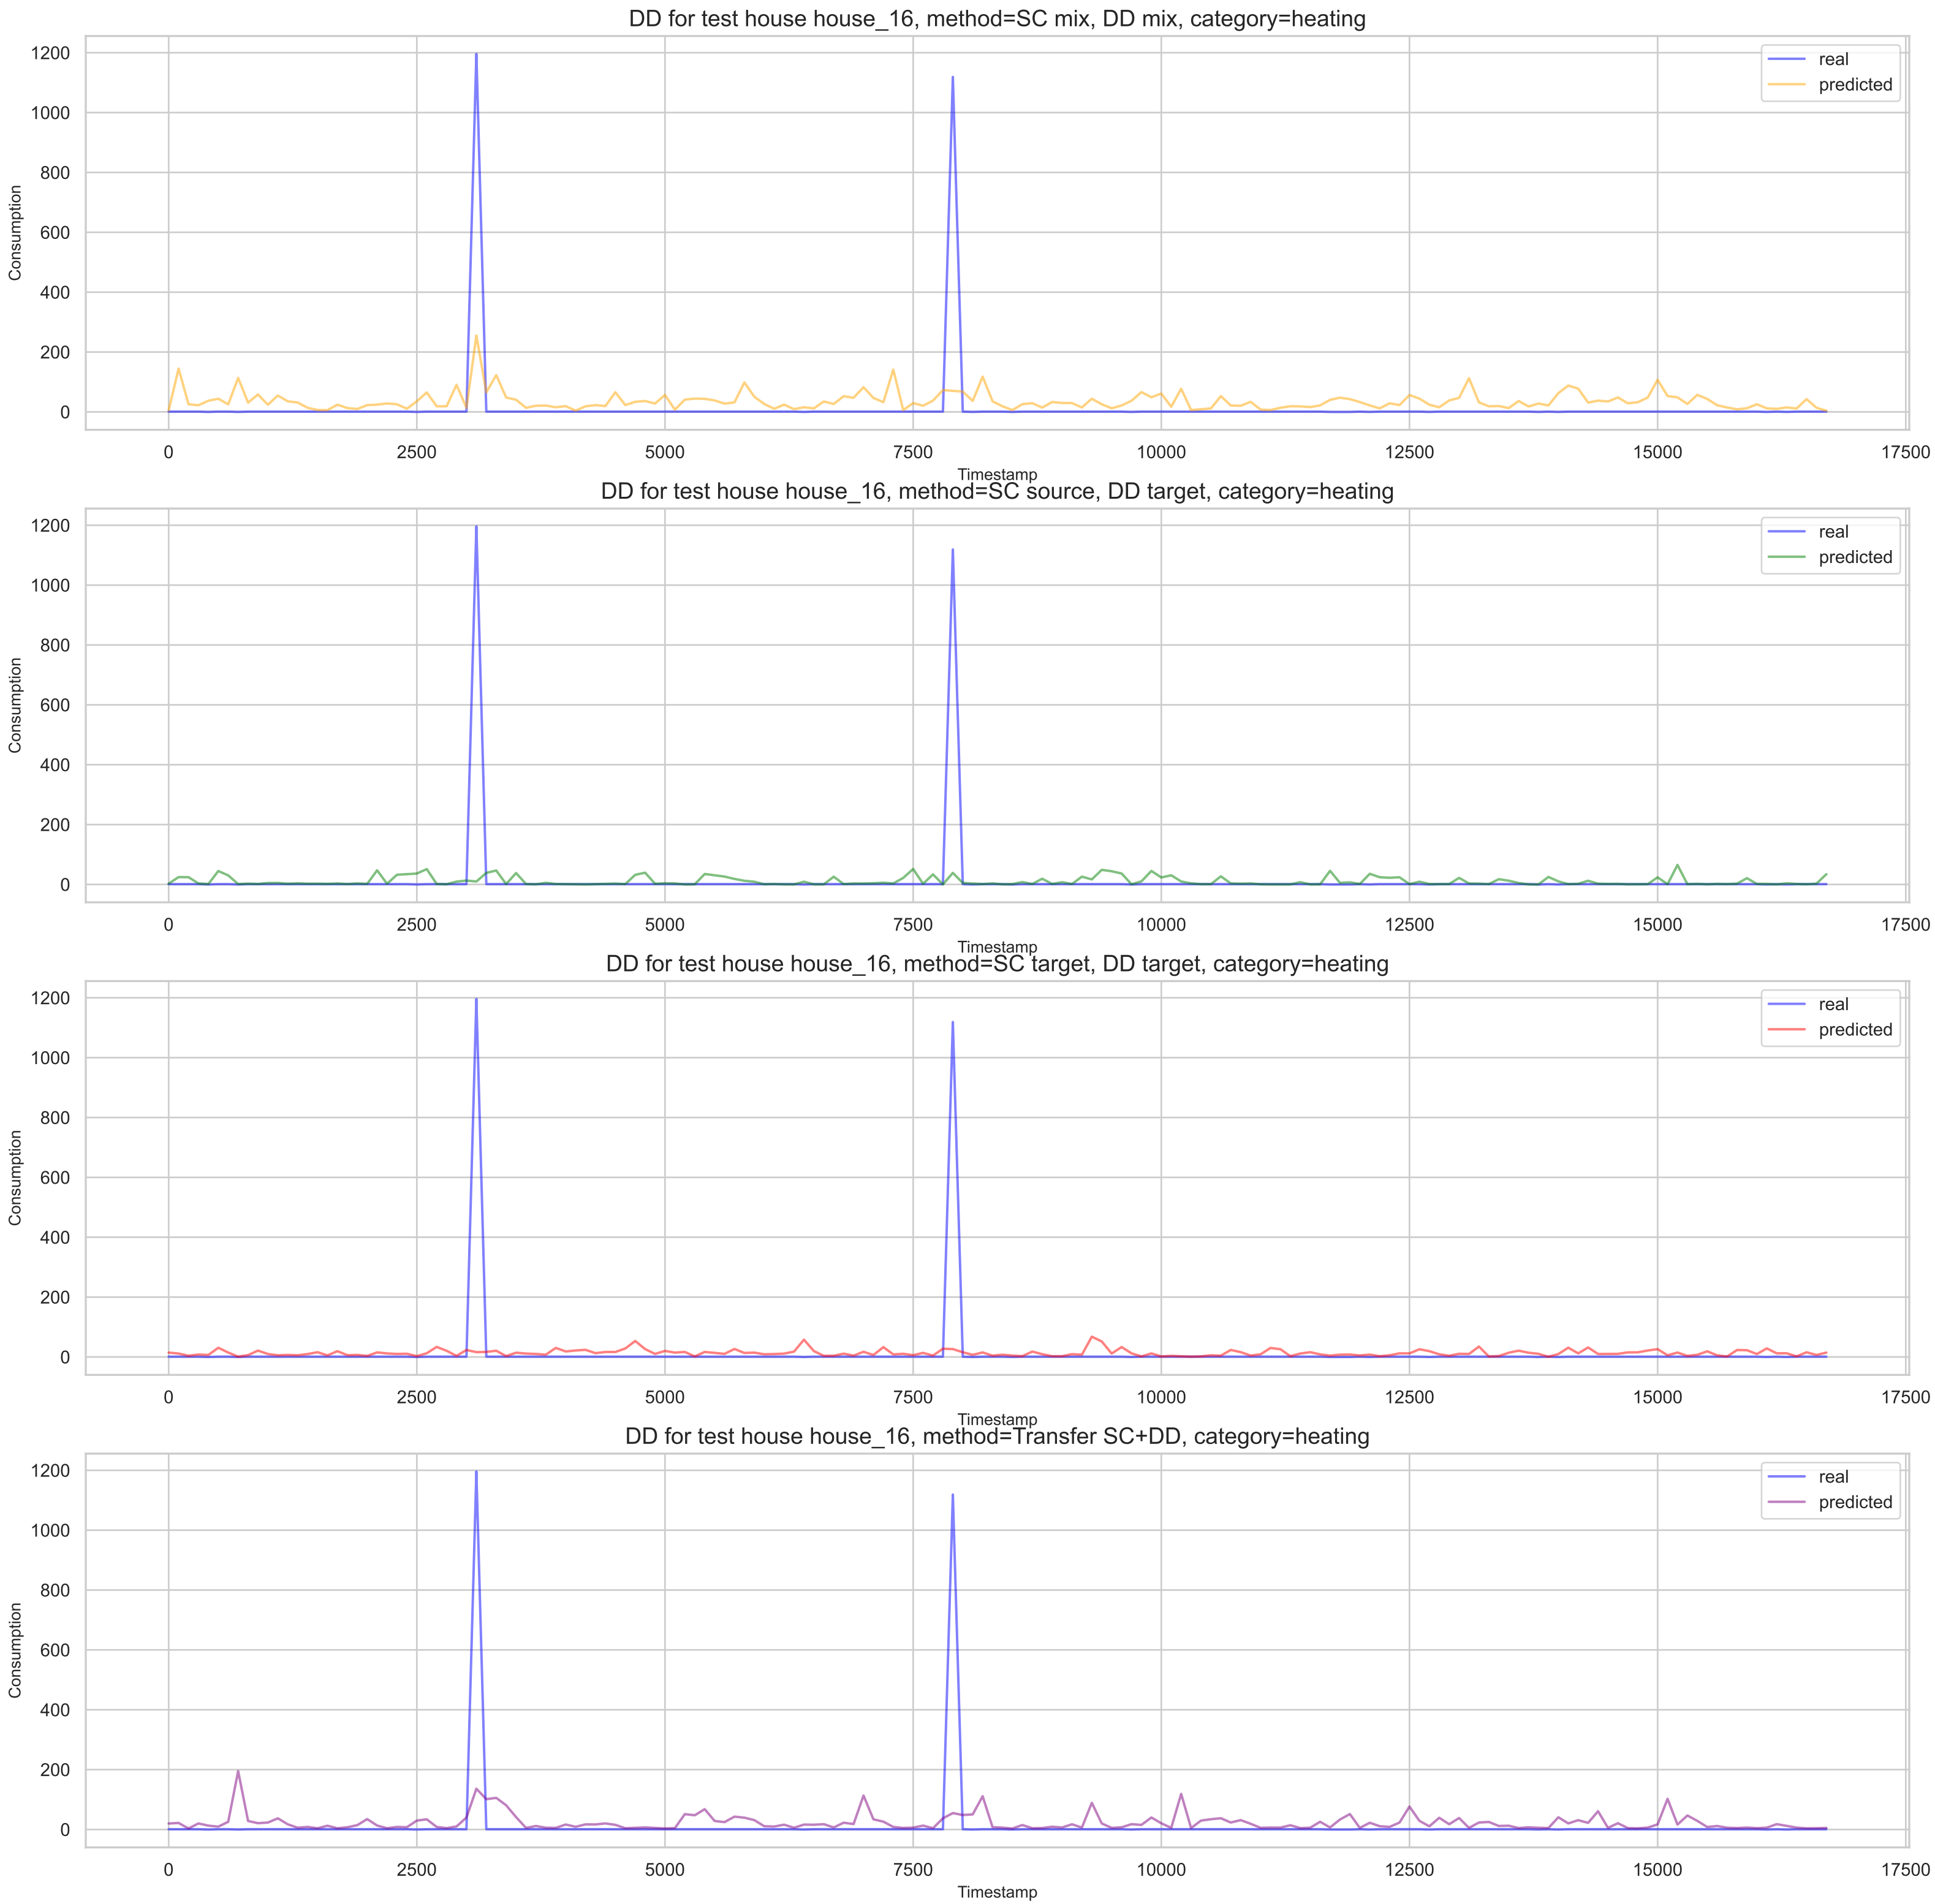 DD for test house house_16, method=SC mix, DD mix, category=heating
1200
1000
800
600
400
200
0
Consumption
real
predicted
0 2500 5000 7500 10000 12500 15000 17500
Timestamp
DD for test house house_16, method=SC source, DD target, category=heating
1200
1000
800
600
400
200
0
Consumption
real
predicted
0 2500 5000 7500 10000 12500 15000 17500
Timestamp
DD for test house house_16, method=SC target, DD target, category=heating
1200
1000
800
600
400
200
0
Consumption
real
predicted
0 2500 5000 7500 10000 12500 15000 17500
Timestamp
DD for test house house_16, method=Transfer SC+DD, category=heating
1200
1000
800
600
400
200
0
Consumption
real
predicted
0 2500 5000 7500 10000 12500 15000 17500
Timestamp